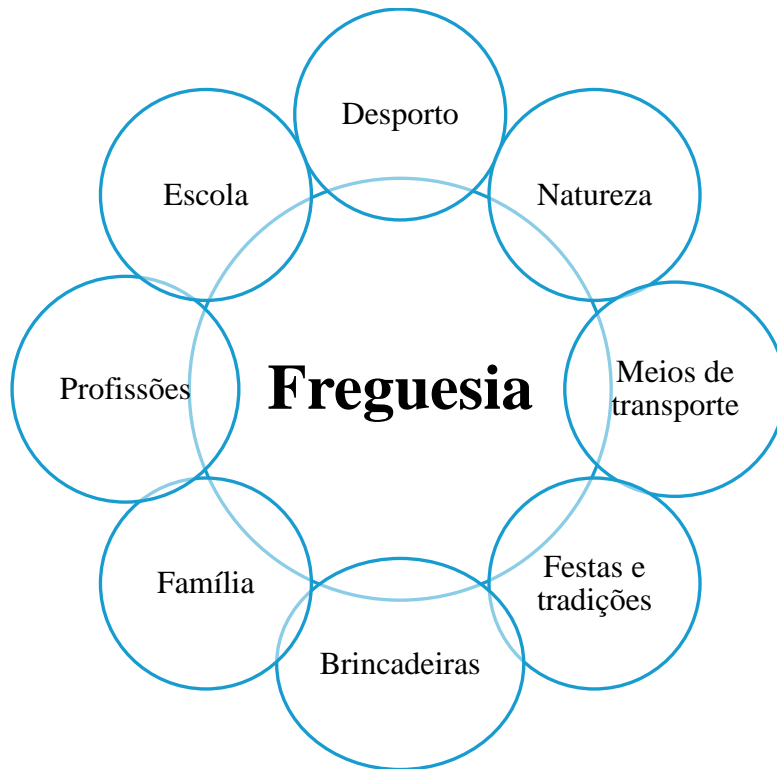 Desporto
Escola
Natureza
Profissões
Freguesia
Meios de
transporte
Família
Festas e
tradições
Brincadeiras